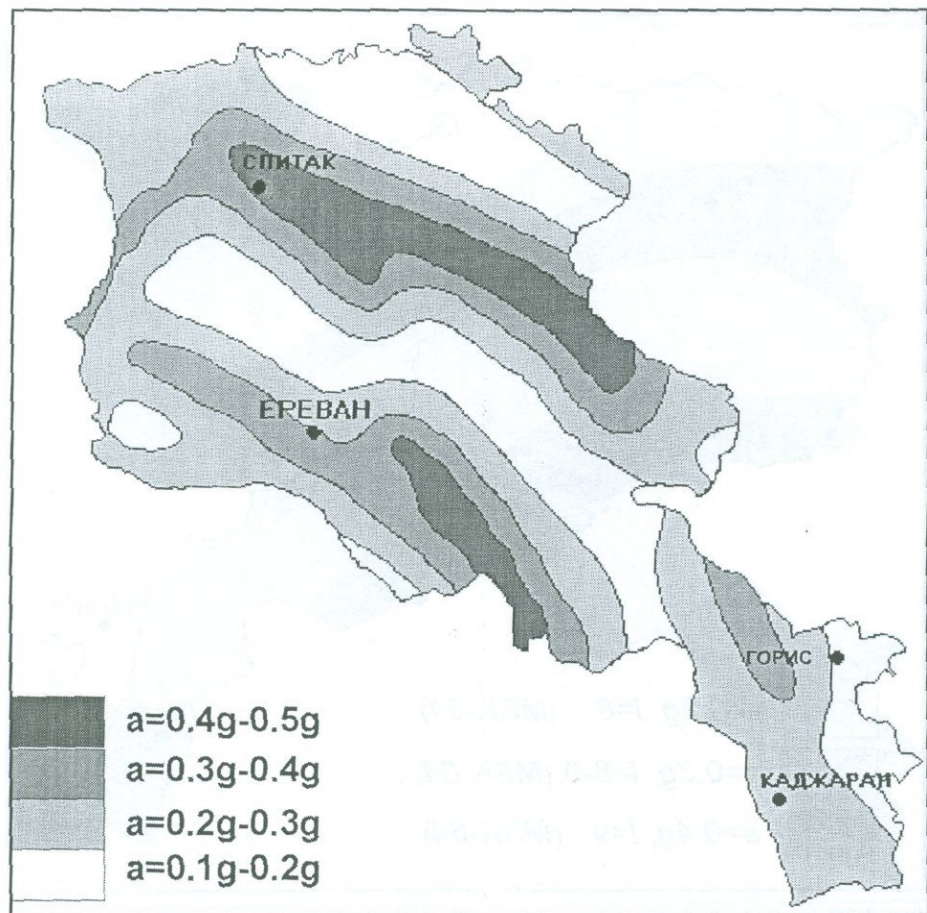 СПИТАК
ЕРЕВАН
ГОРИС
КАДЖАРАН
a=0.4g-0.5g
a=0.3g-0.4g
a=0.2g-0.3g
a=0.1g-0.2g